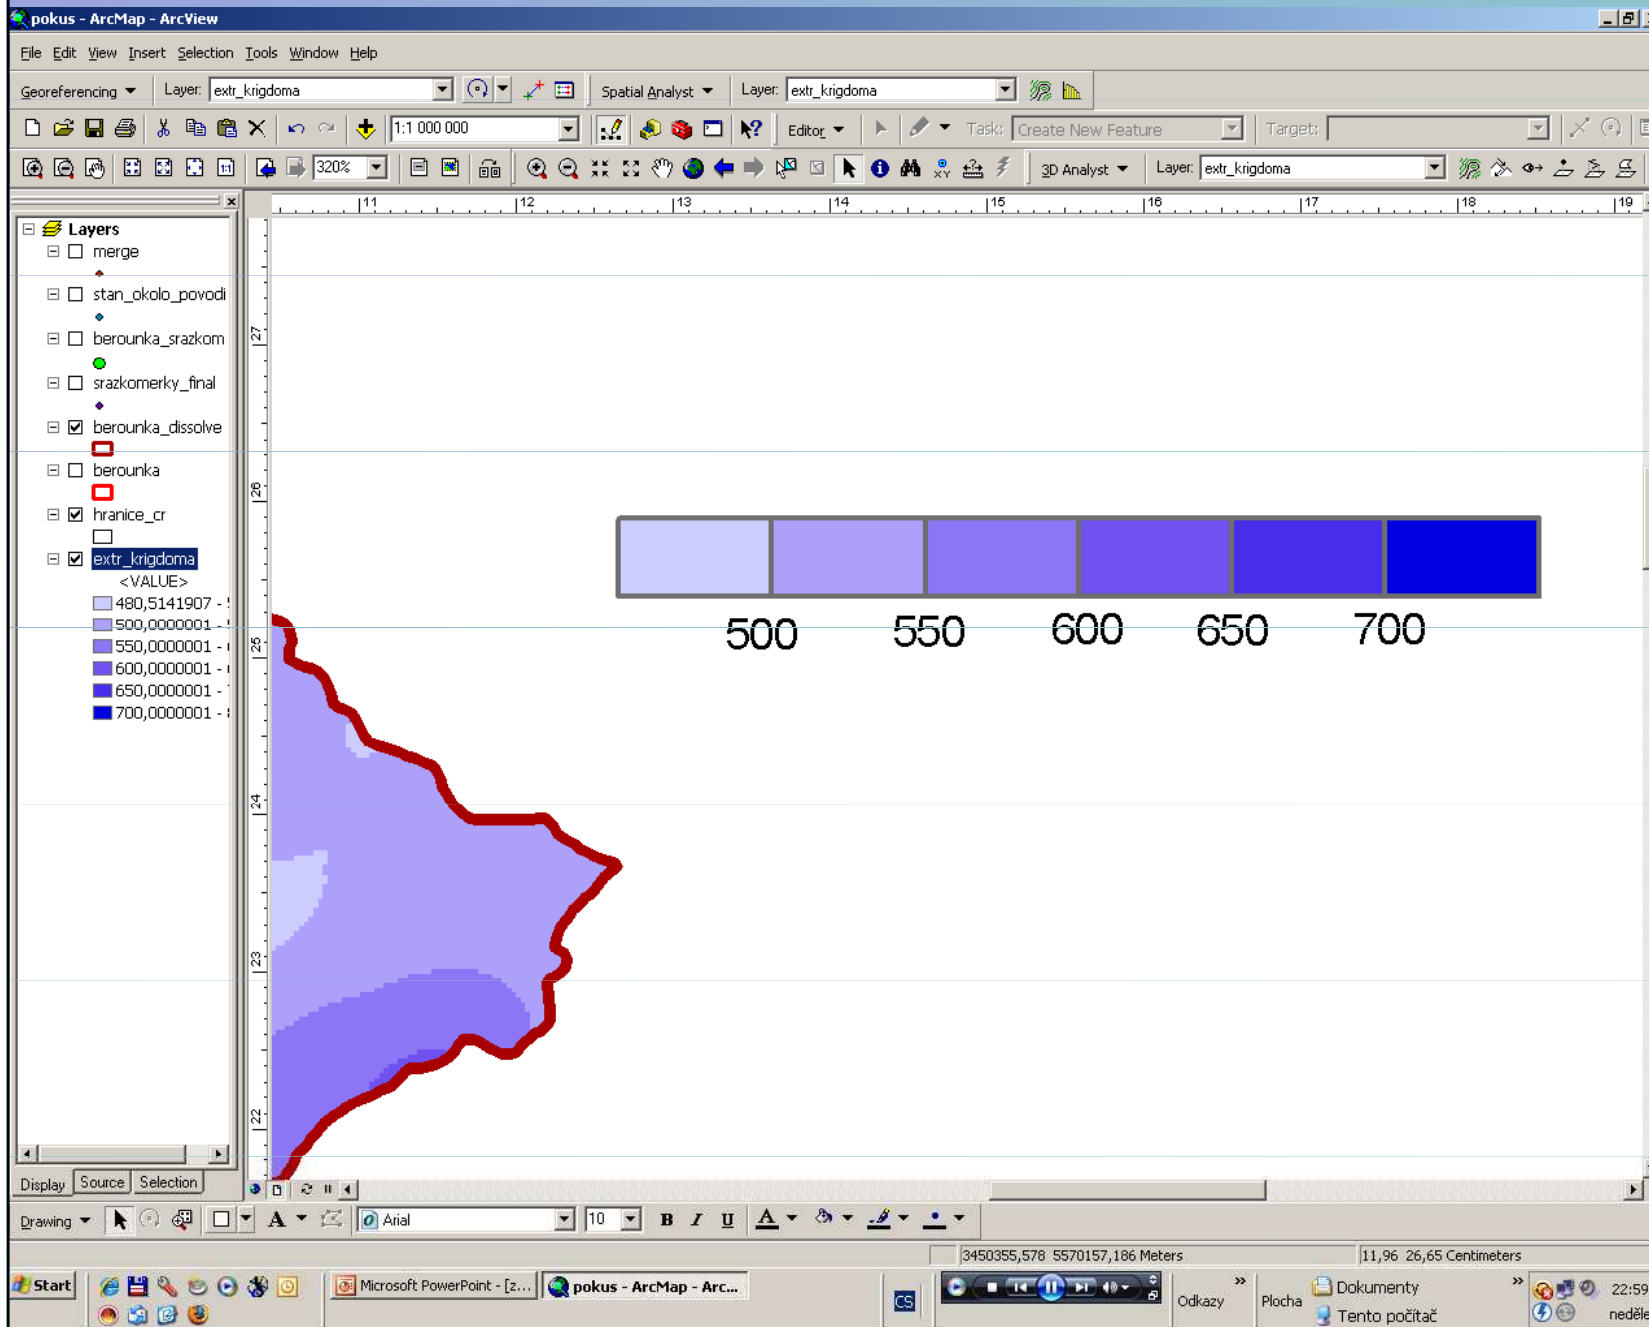 pokus - ArcMap - ArcView
File Edit View Insert Selection Tools Window Help
Georeferencing Layer: extr_krigdoma Spatial Analyst Layer: extr_krigdoma
1:1 000 000 Editor Task: Create New Feature Target:
320% 3D Analyst Layer: extr_krigdoma
11 12 13 14 15 16 17 18 19
Layers
merge
stan_okolo_povodi
berounka_srazkom
srazkomerky_final
berounka_dissolve
berounka
hranice_cr
extr_krigdoma
<VALUE>
480,5141907 -
500,0000001 -
550,0000001 -
600,0000001 -
650,0000001 -
700,0000001 -
27
26
25
24
23
22
500 550 600 650 700
Display Source Selection
Drawing A Arial 10 B I U A
3450355,578 5570157,186 Meters 11,96 26,65 Centimeters
Start Microsoft PowerPoint - [z... pokus - ArcMap - Arc... CS Odkazy » Plocha Dokumenty » 22:59
Tento počítač neděle